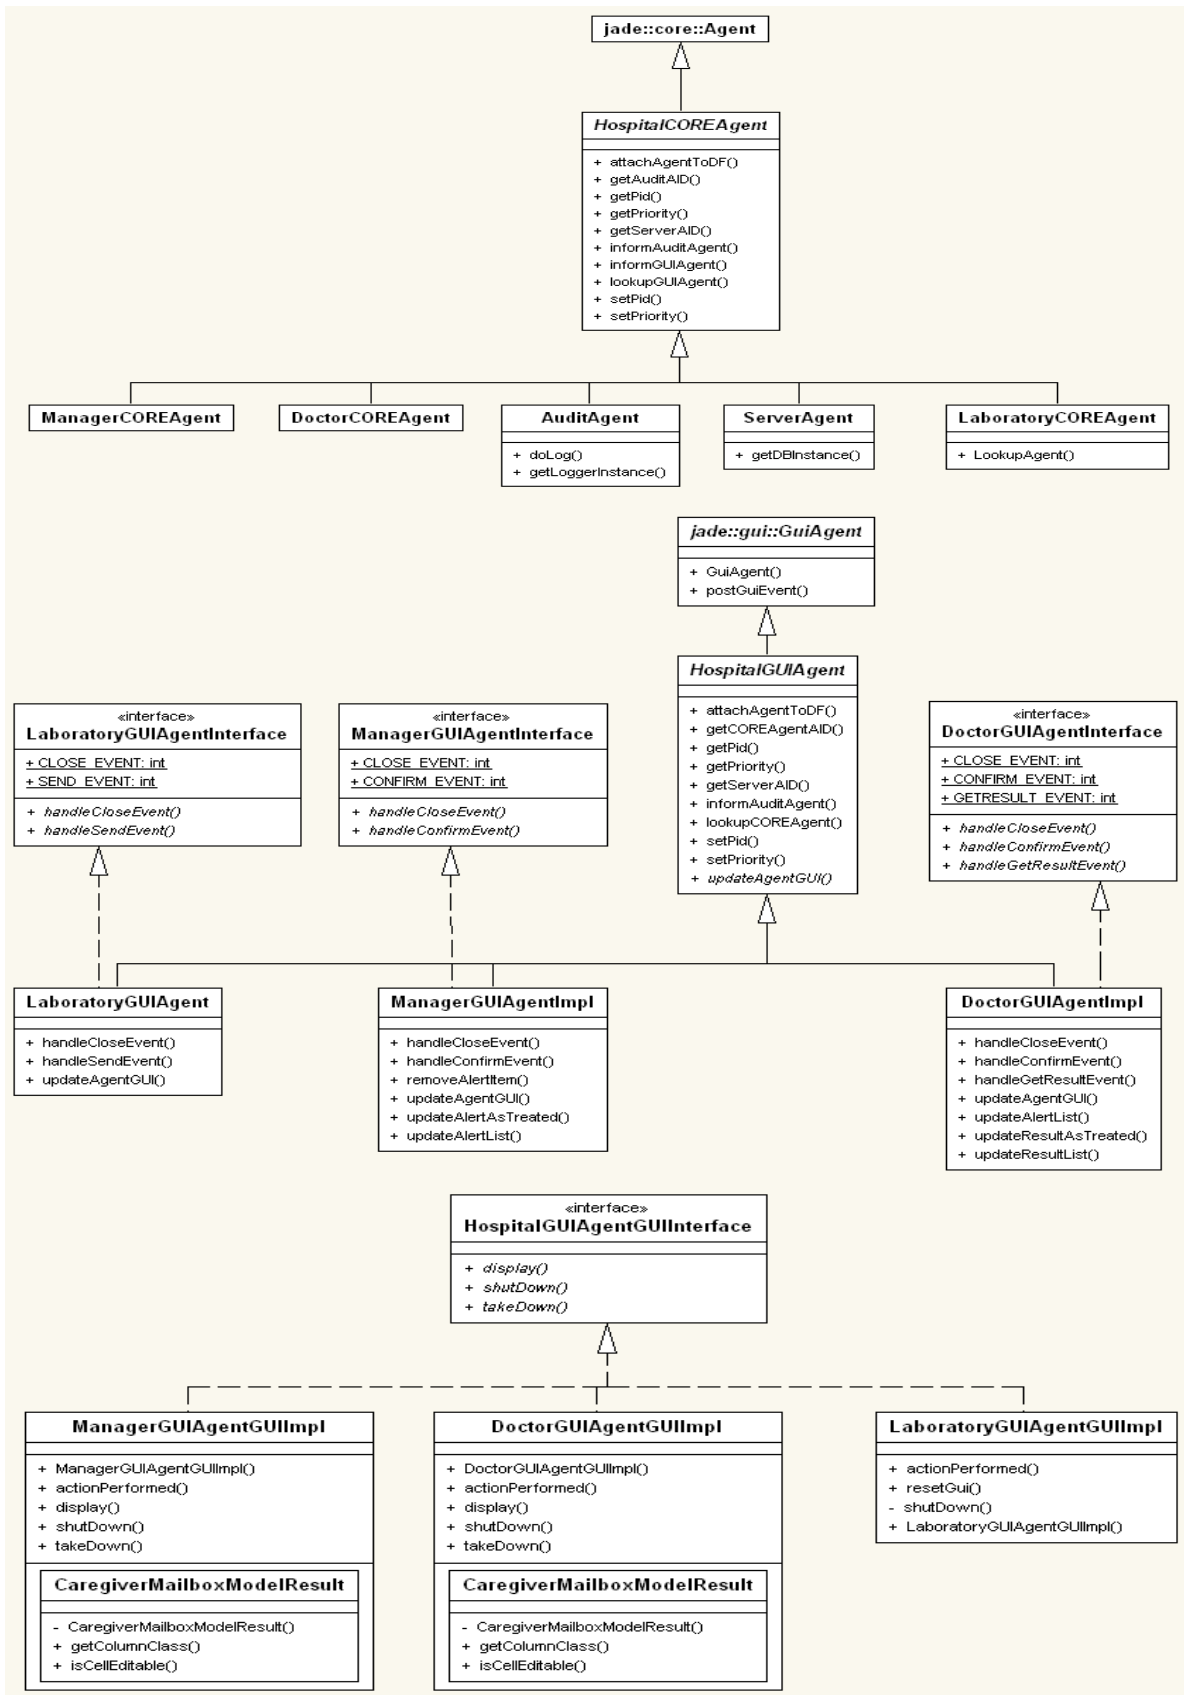 jade::core::Agent
HospitalCOREAgent
+ attachAgentToDF()
+ getAuditAID()
+ getPid()
+ getPriority()
+ getServerAID()
+ informAuditAgent()
+ informGUIAgent()
+ lookupGUIAgent()
+ setPid()
+ setPriority()
ManagerCOREAgent
DoctorCOREAgent
AuditAgent
+ doLog()
+ getLoggerInstance()
ServerAgent
+ getDBInstance()
LaboratoryCOREAgent
+ LookupAgent()
jade::gui::GuiAgent
+ GuiAgent()
+ postGuiEvent()
HospitalGUIAgent
+ attachAgentToDF()
+ getCOREAgentAID()
+ getPid()
+ getPriority()
+ getServerAID()
+ informAuditAgent()
+ lookupCOREAgent()
+ setPid()
+ setPriority()
+ updateAgentGUI()
«interface»
LaboratoryGUIAgentInterface
+ CLOSE_EVENT: int
+ SEND_EVENT: int
+ handleCloseEvent()
+ handleSendEvent()
«interface»
ManagerGUIAgentInterface
+ CLOSE_EVENT: int
+ CONFIRM_EVENT: int
+ handleCloseEvent()
+ handleConfirmEvent()
«interface»
DoctorGUIAgentInterface
+ CLOSE_EVENT: int
+ CONFIRM_EVENT: int
+ GETRESULT_EVENT: int
+ handleCloseEvent()
+ handleConfirmEvent()
+ handleGetResultEvent()
LaboratoryGUIAgent
+ handleCloseEvent()
+ handleSendEvent()
+ updateAgentGUI()
ManagerGUIAgentImpl
+ handleCloseEvent()
+ handleConfirmEvent()
+ removeAlertItem()
+ updateAgentGUI()
+ updateAlertAsTreated()
+ updateAlertList()
DoctorGUIAgentImpl
+ handleCloseEvent()
+ handleConfirmEvent()
+ handleGetResultEvent()
+ updateAgentGUI()
+ updateAlertList()
+ updateResultAsTreated()
+ updateResultList()
«interface»
HospitalGUIAgentGUIInterface
+ display()
+ shutDown()
+ takeDown()
ManagerGUIAgentGUIImpl
+ ManagerGUIAgentGUIImpl()
+ actionPerformed()
+ display()
+ shutDown()
+ takeDown()
CaregiverMailboxModelResult
- CaregiverMailboxModelResult()
+ getColumnClass()
+ isCellEditable()
DoctorGUIAgentGUIImpl
+ DoctorGUIAgentGUIImpl()
+ actionPerformed()
+ display()
+ shutDown()
+ takeDown()
CaregiverMailboxModelResult
- CaregiverMailboxModelResult()
+ getColumnClass()
+ isCellEditable()
LaboratoryGUIAgentGUIImpl
+ actionPerformed()
+ resetGui()
- shutDown()
+ LaboratoryGUIAgentGUIImpl()